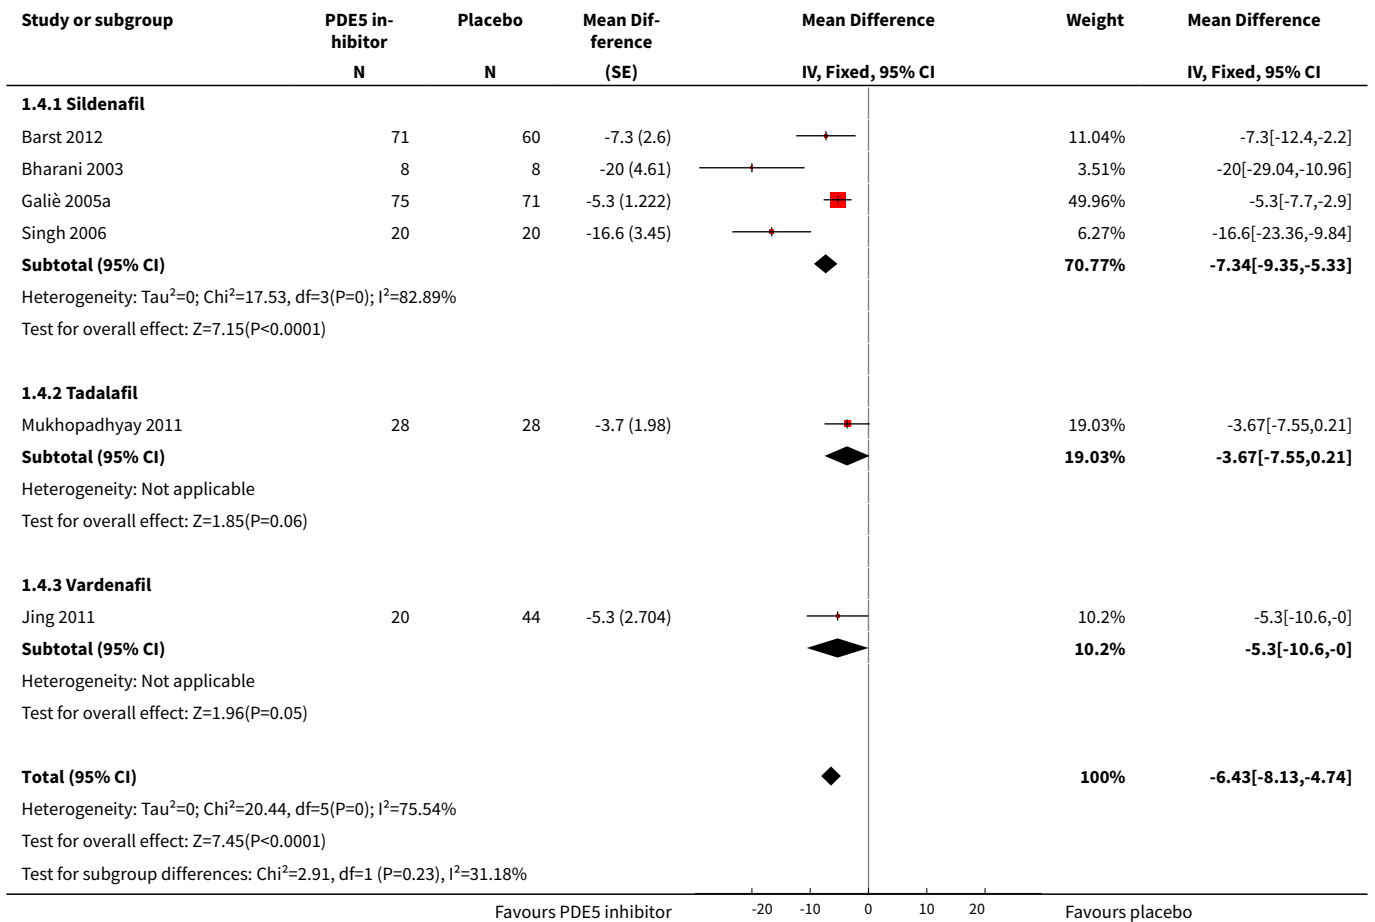 Study or subgroup PDE5 in- Placebo Mean Dif- Mean Difference Weight Mean Difference
hibitor ference
N N (SE) IV, Fixed, 95% CI IV, Fixed, 95% CI
1.4.1 Sildenafil
Barst 2012 71 60 -7.3 (2.6) 11.04% -7.3[-12.4,-2.2]
Bharani 2003 8 8 -20 (4.61) 3.51% -20[-29.04,-10.96]
Galiè 2005a 75 71 -5.3 (1.222) 49.96% -5.3[-7.7,-2.9]
Singh 2006 20 20 -16.6 (3.45) 6.27% -16.6[-23.36,-9.84]
Subtotal (95% CI) 70.77% -7.34[-9.35,-5.33]
Heterogeneity: Tau²=0; Chi²=17.53, df=3(P=0); I²=82.89%
Test for overall effect: Z=7.15(P<0.0001)
1.4.2 Tadalafil
Mukhopadhyay 2011 28 28 -3.7 (1.98) 19.03% -3.67[-7.55,0.21]
Subtotal (95% CI) 19.03% -3.67[-7.55,0.21]
Heterogeneity: Not applicable
Test for overall effect: Z=1.85(P=0.06)
1.4.3 Vardenafil
Jing 2011 20 44 -5.3 (2.704) 10.2% -5.3[-10.6,-0]
Subtotal (95% CI) 10.2% -5.3[-10.6,-0]
Heterogeneity: Not applicable
Test for overall effect: Z=1.96(P=0.05)
Total (95% CI) 100% -6.43[-8.13,-4.74]
Heterogeneity: Tau²=0; Chi²=20.44, df=5(P=0); I²=75.54%
Test for overall effect: Z=7.45(P<0.0001)
Test for subgroup differences: Chi²=2.91, df=1 (P=0.23), I²=31.18%
Favours PDE5 inhibitor -20 -10 0 10 20 Favours placebo